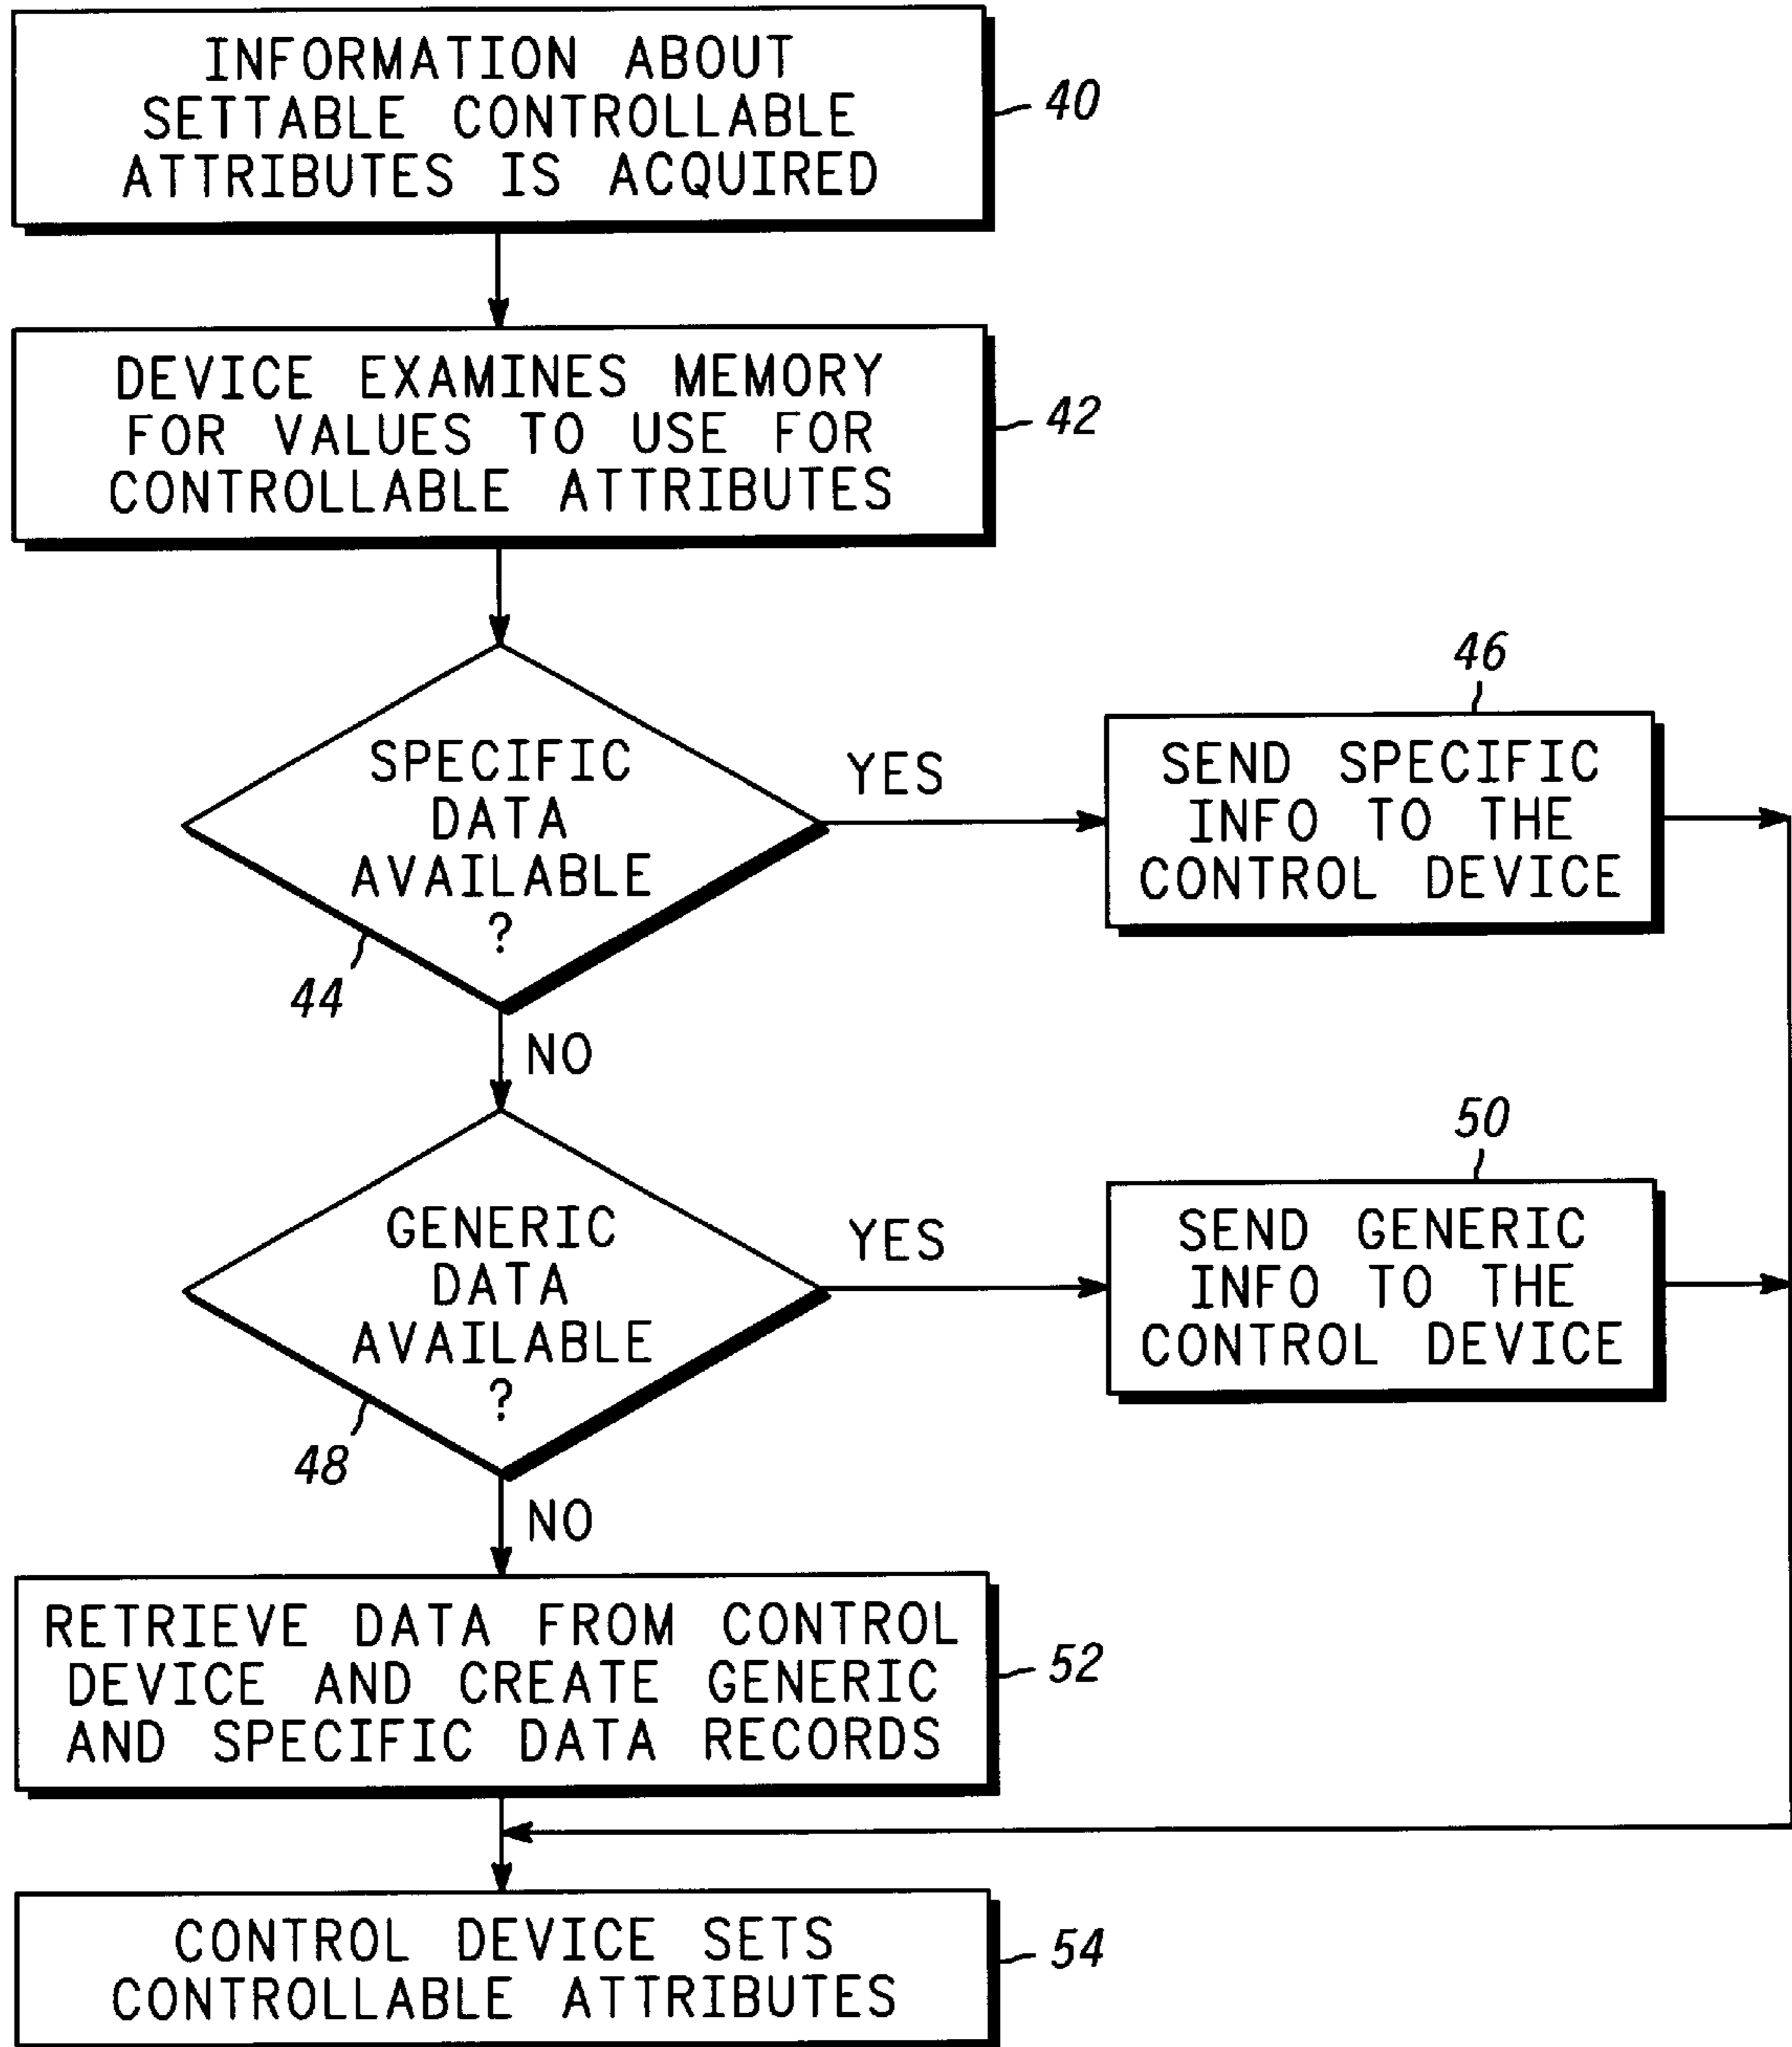 INFORMATION ABOUT
SETTABLE CONTROLLABLE
ATTRIBUTES IS ACQUIRED
40
DEVICE EXAMINES MEMORY
FOR VALUES TO USE FOR
CONTROLLABLE ATTRIBUTES
42
SPECIFIC
DATA
AVAILABLE
?
44
YES
46
SEND SPECIFIC
INFO TO THE
CONTROL DEVICE
NO
GENERIC
DATA
AVAILABLE
?
48
YES
50
SEND GENERIC
INFO TO THE
CONTROL DEVICE
NO
RETRIEVE DATA FROM CONTROL
DEVICE AND CREATE GENERIC
AND SPECIFIC DATA RECORDS
52
CONTROL DEVICE SETS
CONTROLLABLE ATTRIBUTES
54